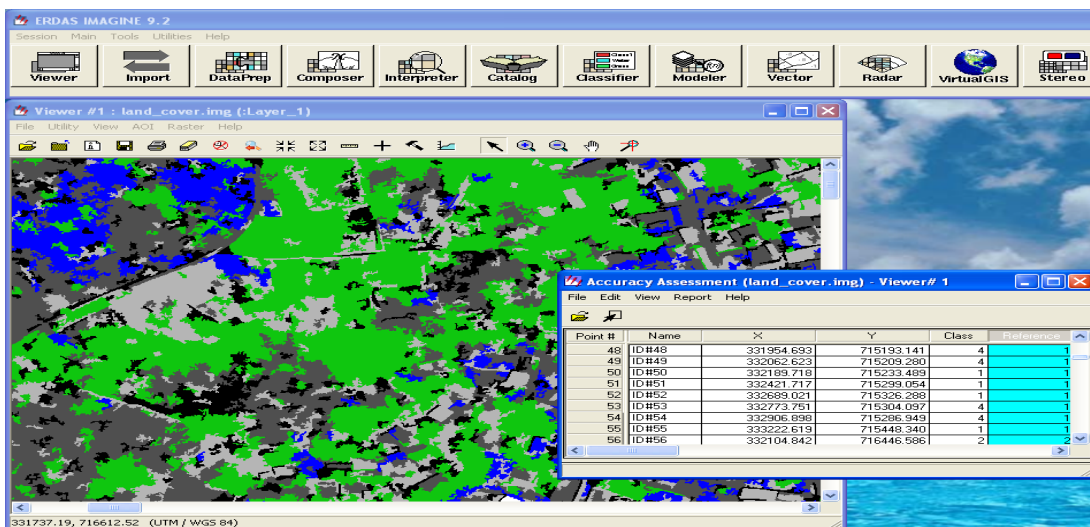 ERDAS IMAGINE 9.2
Session Main Tools Utilities Help
Viewer Import DataPrep Composer Interpreter Catalog Classifier Modeler Vector Radar VirtualGIS Stereo
Viewer #1 : land_cover.img (:Layer_1)
File Utility View AOI Raster Help
Accuracy Assessment (land_cover.img) - Viewer# 1
File Edit View Report Help
Point # Name X Y Class Reference
48 ID#48 331954.693 715193.141 4 1
49 ID#49 332062.623 715209.280 4 1
50 ID#50 332189.718 715233.489 1 1
51 ID#51 332421.717 715299.054 1 1
52 ID#52 332689.021 715326.288 1 1
53 ID#53 332773.751 715304.097 4 1
54 ID#54 332906.898 715286.949 4 1
55 ID#55 333222.619 715448.340 1 1
56 ID#56 332104.842 716446.586 2 2
331737.19, 716612.52 (UTM / WGS 84)